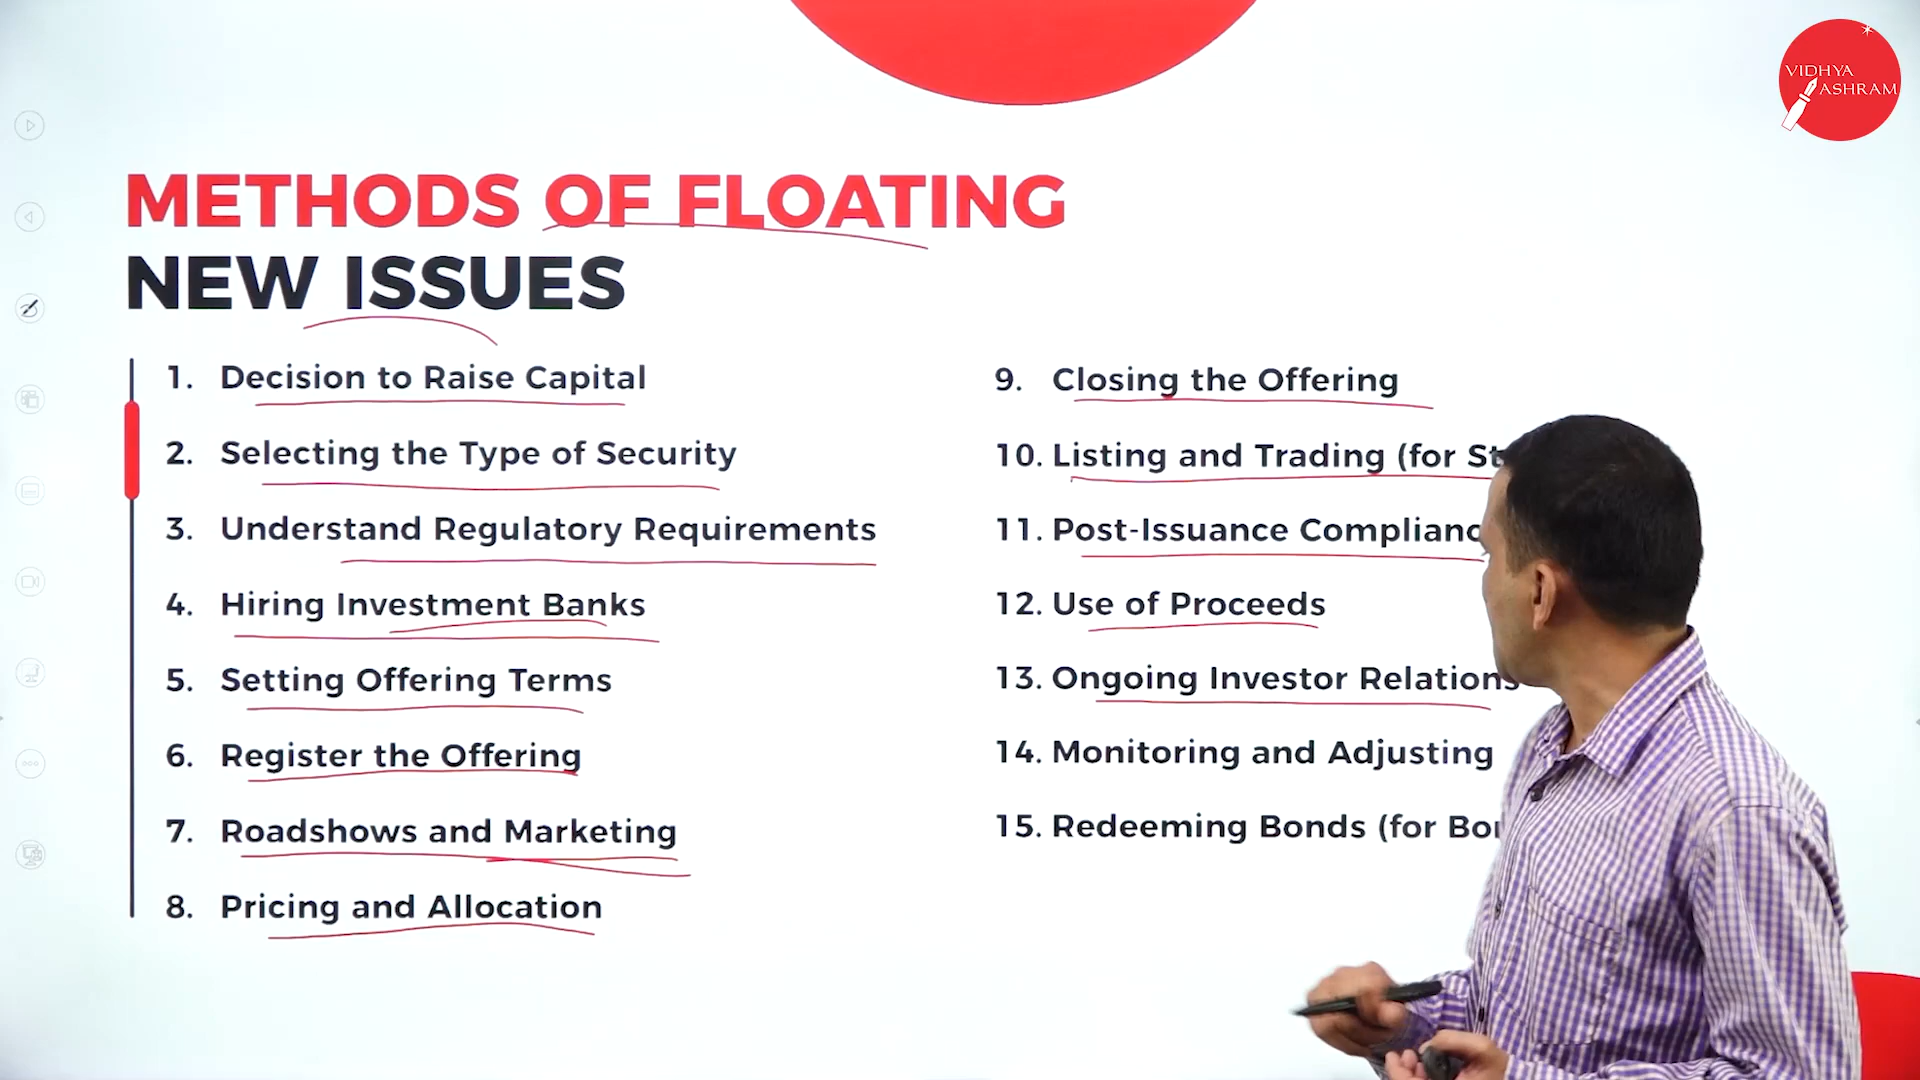 VIDHYA
ASHRAM
METHODS OF FLOATING
NEW ISSUES
1. Decision to Raise Capital
2. Selecting the Type of Security
3. Understand Regulatory Requirements
4. Hiring Investment Banks
5. Setting Offering Terms
6. Register the Offering
7. Roadshows and Marketing
8. Pricing and Allocation
9. Closing the Offering
10. Listing and Trading (for
11. Post-Issuance
12. Use of Proceeds
13. Ongoing Investor Relations
14. Monitoring and Adjusting
15. Redeeming Bonds (for